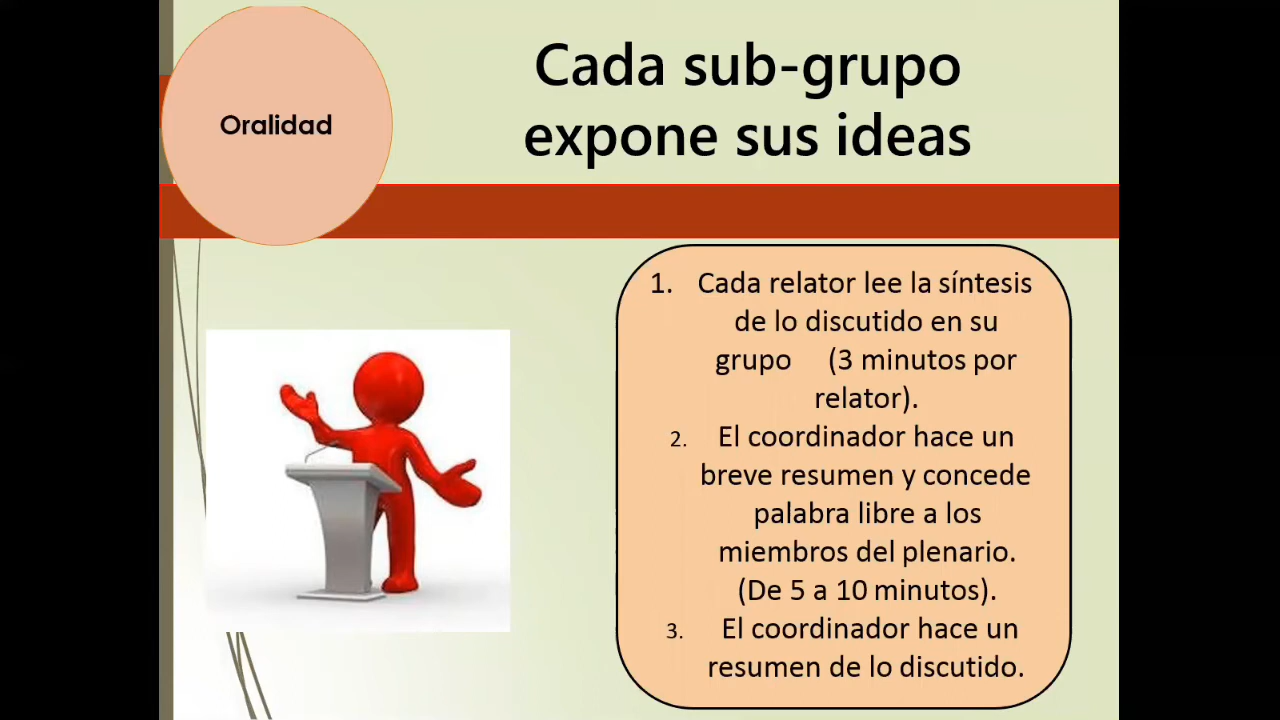 Oralidad
Cada sub-grupo
expone sus ideas
1. Cada relator lee la síntesis
de lo discutido en su
grupo (3 minutos por
relator).
2. El coordinador hace un
breve resumen y concede
palabra libre a los
miembros del plenario.
(De 5 a 10 minutos).
3. El coordinador hace un
resumen de lo discutido.